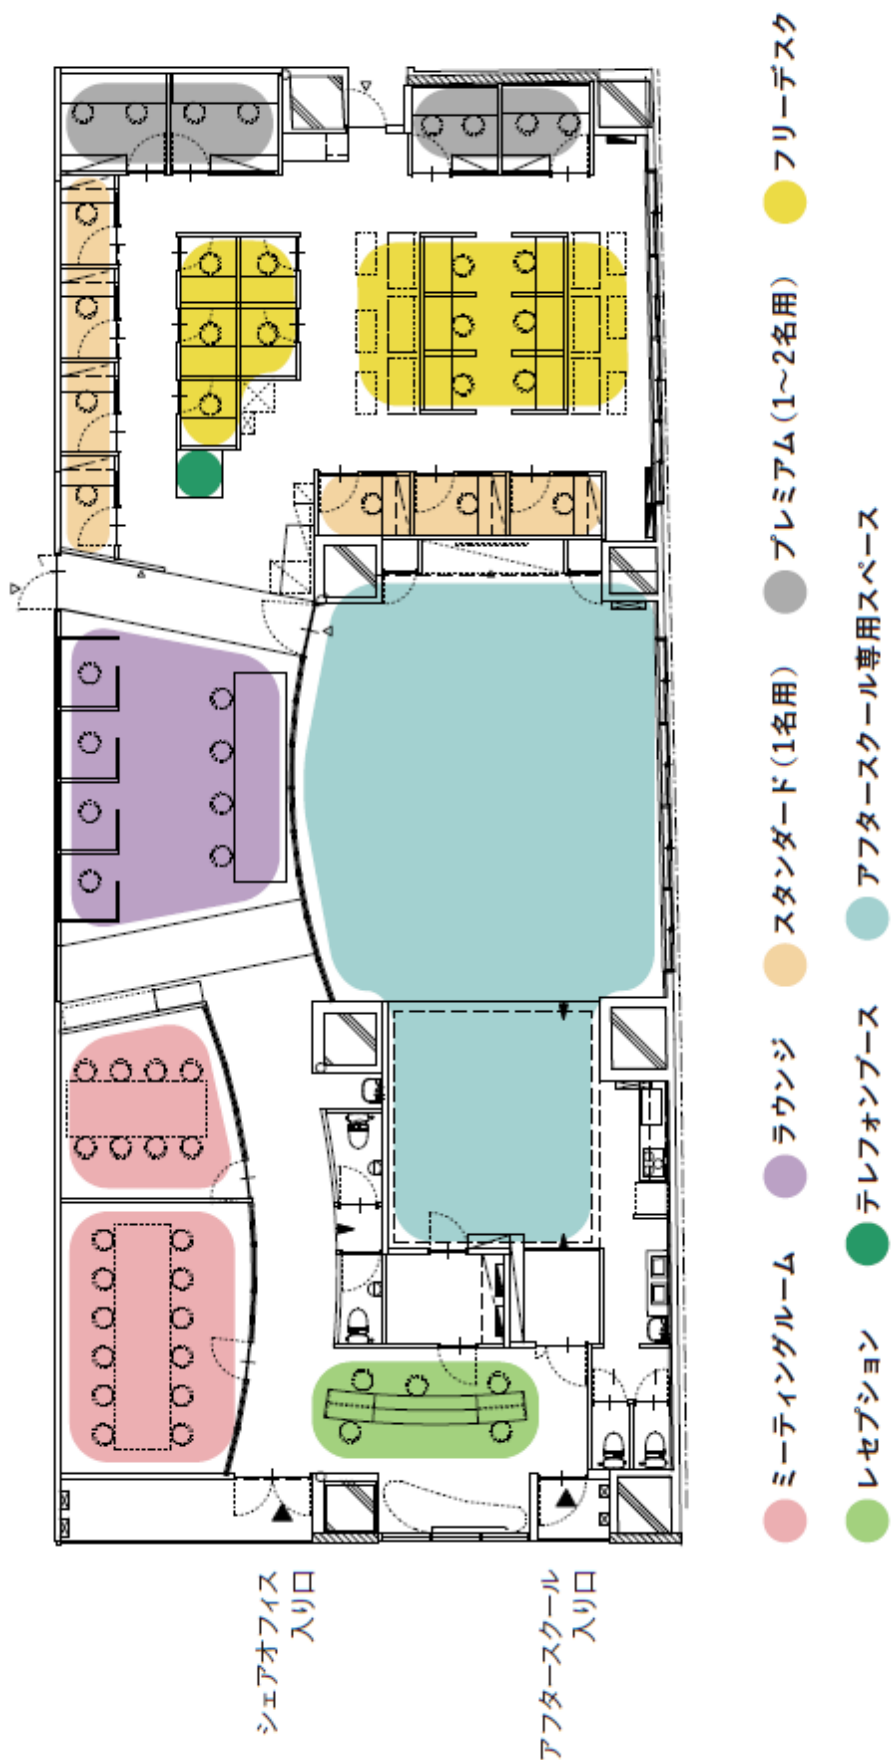 シェアオフィス
入り口
アフタースクール
入り口
ミーティングルーム
ラウンジ
スタンダード(1名用)
プレミアム(1〜2名用)
フリーデスク
レセプション
テレフォンブース
アフタースクール専用スペース